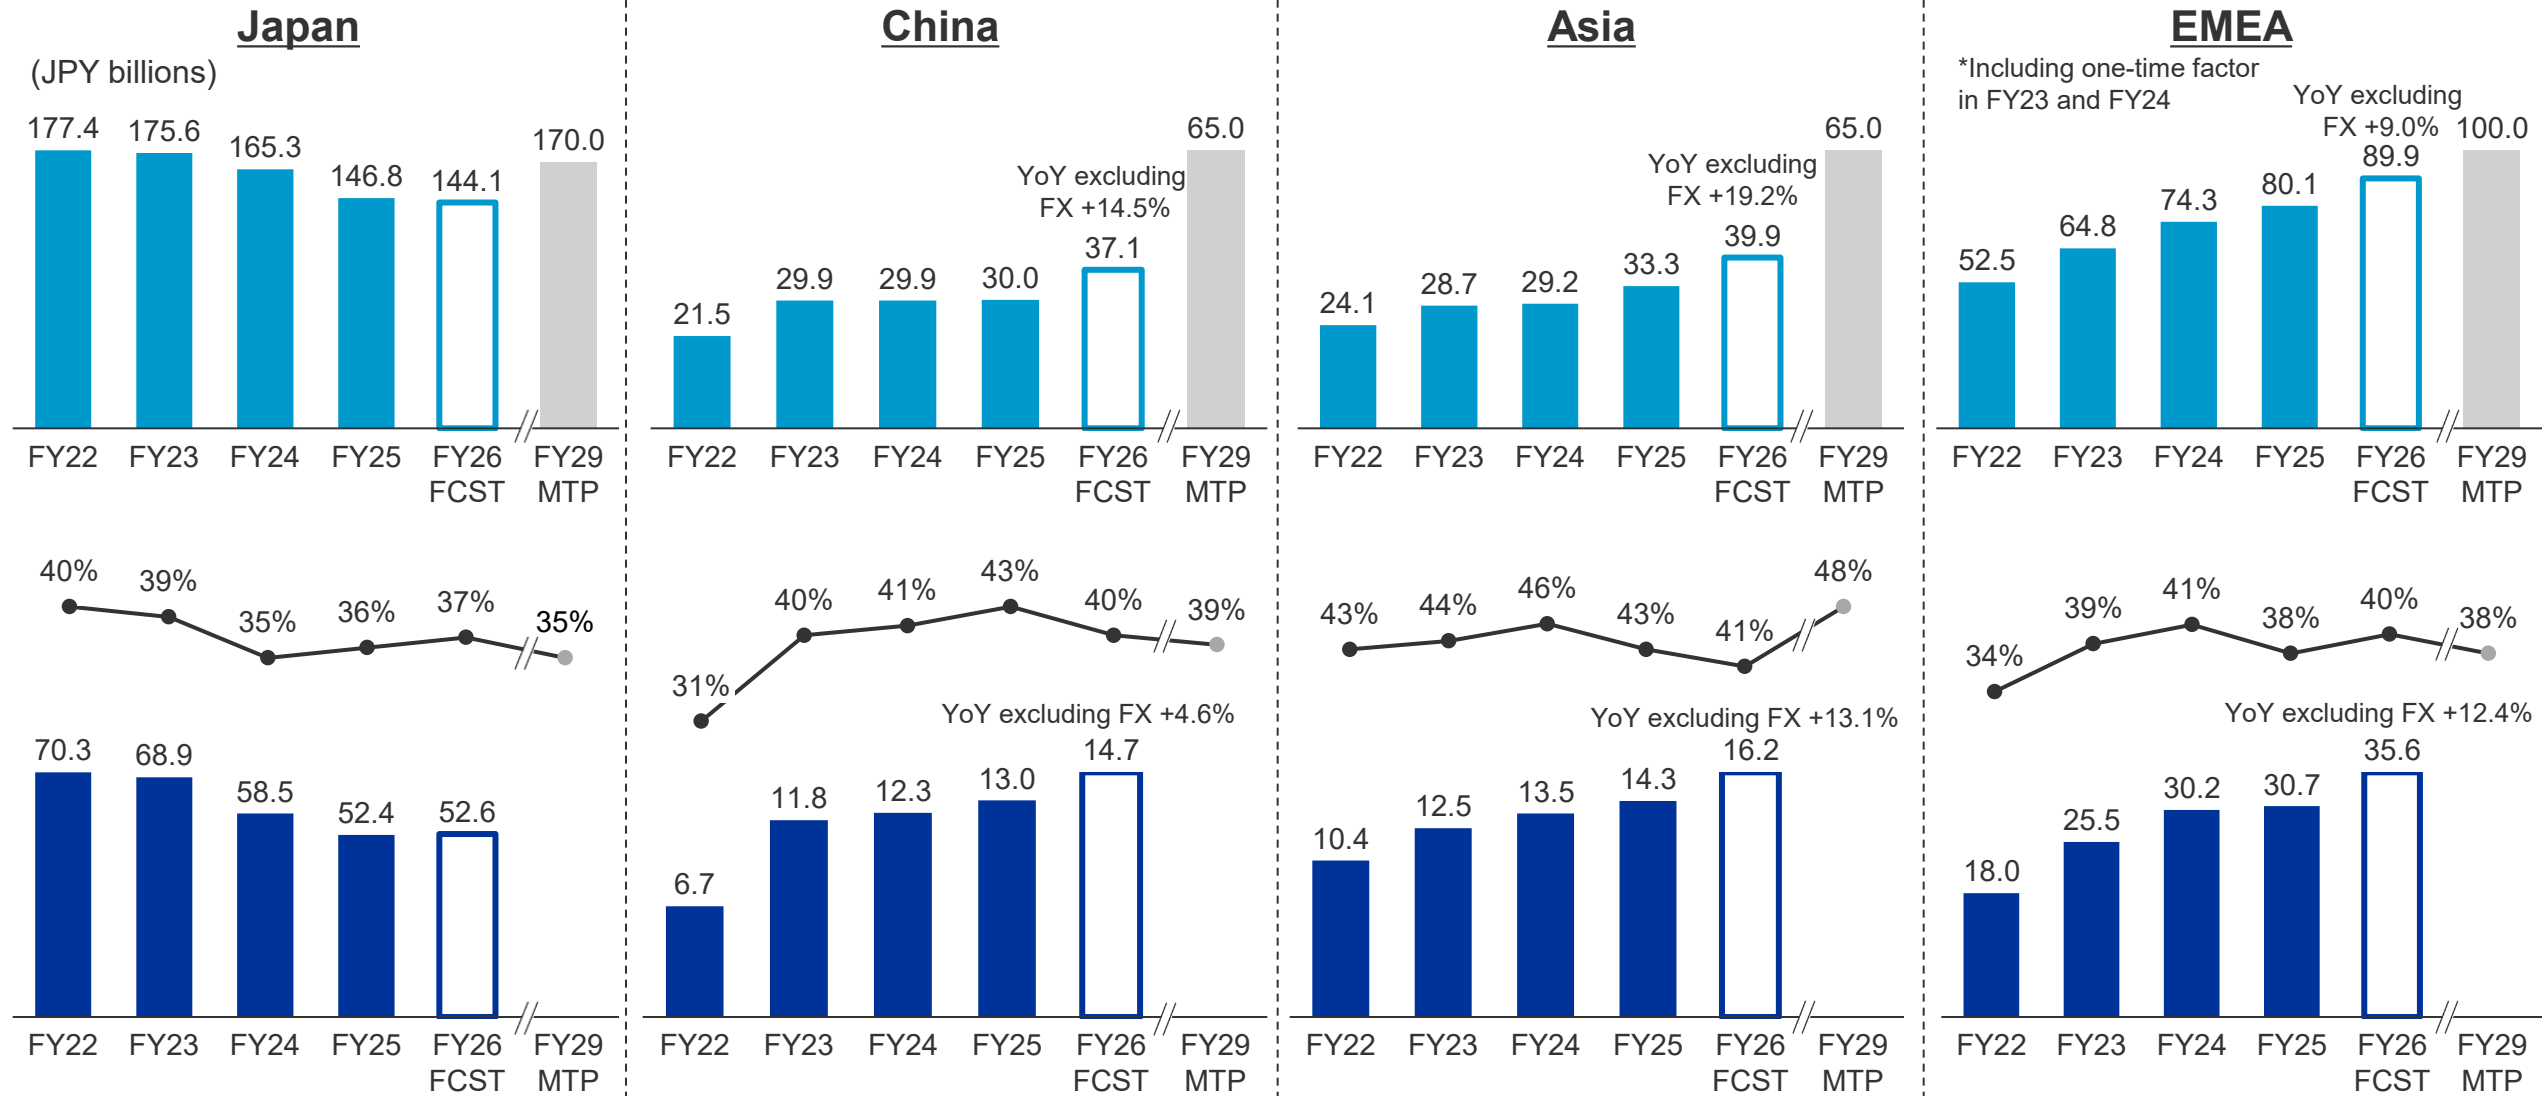 Japan
(JPY billions)
177.4
175.6
165.3
146.8
144.1
170.0
FY22
FY23
FY24
FY25
FY26
FCST
FY29
MTP
40%
39%
35%
36%
37%
35%
70.3
68.9
58.5
52.4
52.6
FY22
FY23
FY24
FY25
FY26
FCST
FY29
MTP
China
21.5
29.9
29.9
30.0
YoY excluding
FX +14.5%
37.1
65.0
FY22
FY23
FY24
FY25
FY26
FCST
FY29
MTP
31%
40%
41%
43%
40%
39%
YoY excluding FX +4.6%
6.7
11.8
12.3
13.0
14.7
FY22
FY23
FY24
FY25
FY26
FCST
FY29
MTP
Asia
24.1
28.7
29.2
33.3
YoY excluding
FX +19.2%
39.9
65.0
FY22
FY23
FY24
FY25
FY26
FCST
FY29
MTP
43%
44%
46%
43%
41%
48%
YoY excluding FX +13.1%
10.4
12.5
13.5
14.3
16.2
FY22
FY23
FY24
FY25
FY26
FCST
FY29
MTP
EMEA
*Including one-time factor
in FY23 and FY24
52.5
64.8
74.3
80.1
YoY excluding
FX +9.0%
89.9
100.0
FY22
FY23
FY24
FY25
FY26
FCST
FY29
MTP
34%
39%
41%
38%
40%
38%
YoY excluding FX +12.4%
18.0
25.5
30.2
30.7
35.6
FY22
FY23
FY24
FY25
FY26
FCST
FY29
MTP